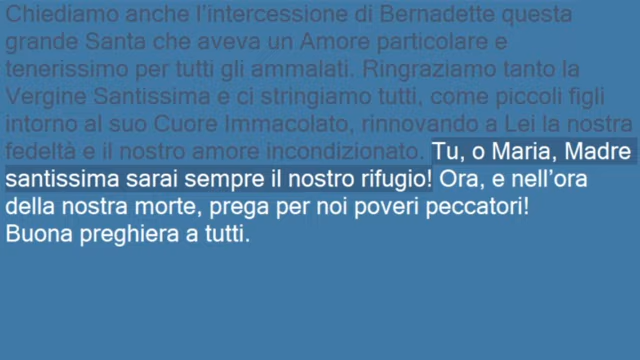 Chiediamo anche l'intercessione di Bernadette questa
grande Santa che aveva un Amore particolare e
tenerissimo per tutti gli ammalati. Ringraziamo tanto la
Vergine Santissima e ci stringiamo tutti, come piccoli figli
intorno al suo Cuore Immacolato, rinnovando a Lei la nostra
fedeltà e il nostro amore incondizionato. Tu, o Maria, Madre
santissima sarai sempre il nostro rifugio! Ora, e nell'ora
della nostra morte, prega per noi poveri peccatori!
Buona preghiera a tutti.